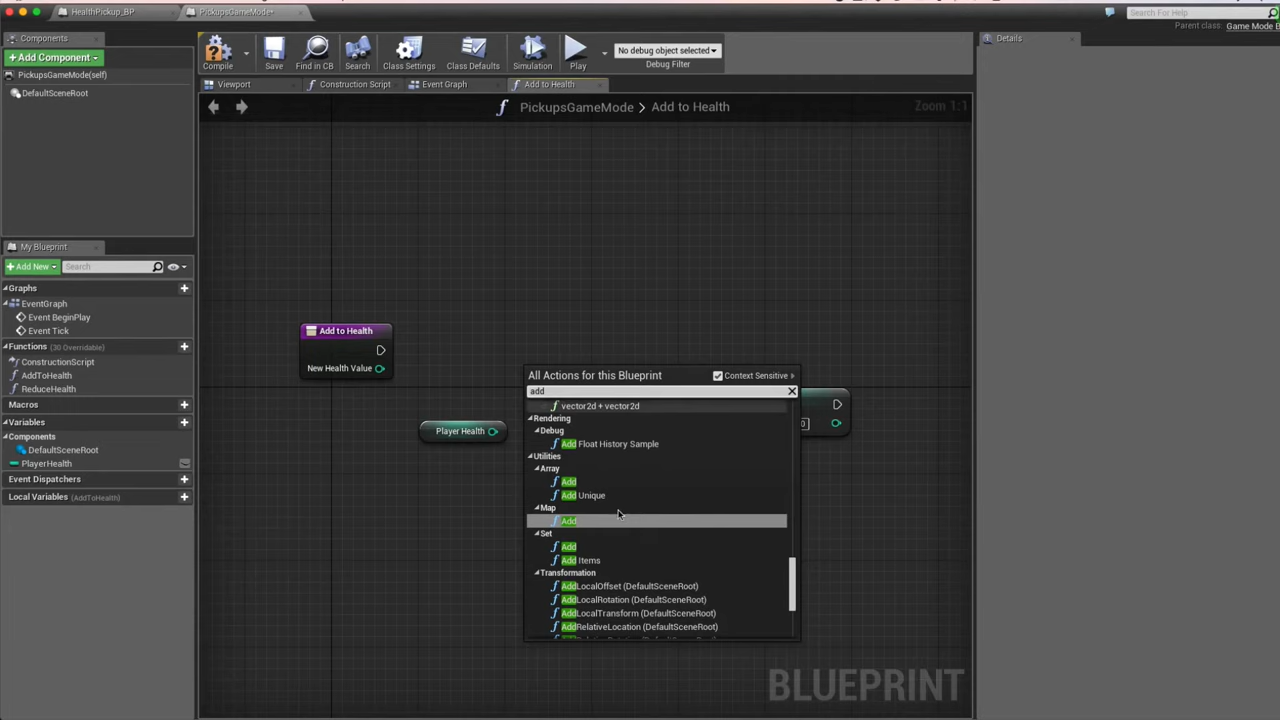 HealthPickup_BP
PickupsGameMode*
Search For Help
Parent class: Game Mode B
Components
Add Component
PickupsGameMode(self)
DefaultSceneRoot
Compile
Save
Find in CB
Search
Class Settings
Class Defaults
Simulation
Play
No debug object selected
Debug Filter
Details
Viewport
Construction Script
Event Graph
Add to Health
PickupsGameMode > Add to Health
Zoom 1:1
My Blueprint
Add New
Search
Graphs
EventGraph
Event BeginPlay
Event Tick
Functions (30 Overridable)
ConstructionScript
AddToHealth
ReduceHealth
Macros
Variables
Components
DefaultSceneRoot
PlayerHealth
Event Dispatchers
Local Variables (AddToHealth)
Add to Health
New Health Value
Player Health
All Actions for this Blueprint
Context Sensitive
add
vector2d + vector2d
Rendering
Debug
Add Float History Sample
Utilities
Array
Add
Add Unique
Map
Add
Set
Add
Add Items
Transformation
AddLocalOffset (DefaultSceneRoot)
AddLocalRotation (DefaultSceneRoot)
AddLocalTransform (DefaultSceneRoot)
AddRelativeLocation (DefaultSceneRoot)
BLUEPRINT